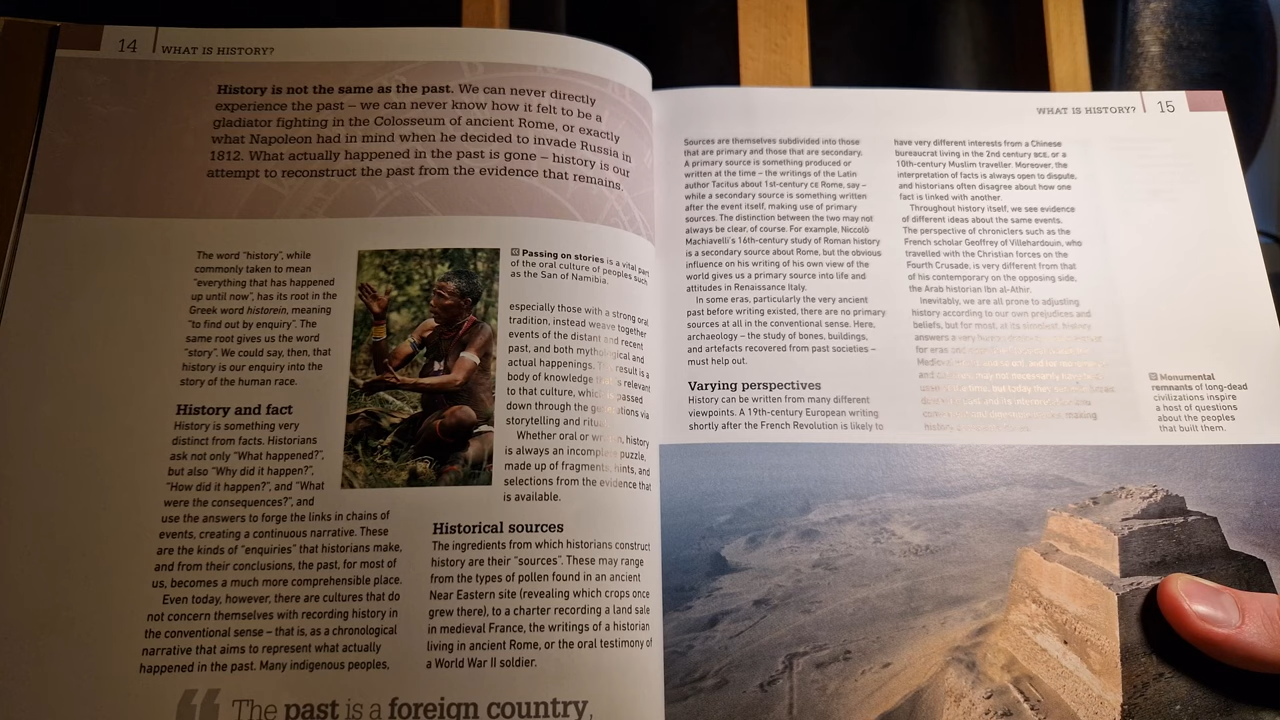 14 WHAT IS HISTORY?
History is not the same as the past. We can never directly
experience the past – we can never know how it felt to be a
gladiator fighting in the Colosseum of ancient Rome, or exactly
what Napoleon had in mind when he decided to invade Russia in
1812. What actually happened in the past is gone – history is our
attempt to reconstruct the past from the evidence that remains.
The word “history”, while
commonly taken to mean
“everything that has happened
up until now”, has its root in the
Greek word historein, meaning
“to find out by enquiry”. The
same root gives us the word
“story”. We could say, then, that
history is our enquiry into the
story of the human race.
History and fact
History is something very
distinct from facts. Historians
ask not only “What happened?”,
but also “Why did it happen?”,
“How did it happen?”, and “What
were the consequences?”, and
use the answers to forge the links in chains of
events, creating a continuous narrative. These
are the kinds of “enquiries” that historians make,
and from their conclusions, the past, for most of
us, becomes a much more comprehensible place.
Even today, however, there are cultures that do
not concern themselves with recording history in
the conventional sense – that is, as a chronological
narrative that aims to represent what actually
happened in the past. Many indigenous peoples,
Passing on stories is a vital part
of the oral culture of peoples such
as the San of Namibia.
especially those with a strong oral
tradition, instead weave together
events of the distant and recent
past, and both mythological and
actual happenings. The result is a
body of knowledge that is relevant
to that culture, which is passed
down through the generations via
storytelling and ritual.
Whether oral or written, history
is always an incomplete puzzle,
made up of fragments, hints, and
selections from the evidence that
is available.
Historical sources
The ingredients from which historians construct
history are their “sources”. These may range
from the types of pollen found in an ancient
Near Eastern site (revealing which crops once
grew there), to a charter recording a land sale
in medieval France, the writings of a historian
living in ancient Rome, or the oral testimony of
a World War II soldier.
“ The past is a foreign country,
WHAT IS HISTORY? 15
Sources are themselves subdivided into those
that are primary and those that are secondary.
A primary source is something produced or
written at the time – the writings of the Latin
author Tacitus about 1st-century CE Rome, say –
while a secondary source is something written
after the event itself, making use of primary
sources. The distinction between the two may not
always be clear, of course. For example, Niccolò
Machiavelli's 16th-century study of Roman history
is a secondary source about Rome, but the obvious
influence on his writing of his own view of the
world gives us a primary source into life and
attitudes in Renaissance Italy.
In some eras, particularly the very ancient
past before writing existed, there are no primary
sources at all in the conventional sense. Here,
archaeology – the study of bones, buildings,
and artefacts recovered from past societies –
must help out.
Varying perspectives
History can be written from many different
viewpoints. A 19th-century European writing
shortly after the French Revolution is likely to
have very different interests from a Chinese
bureaucrat living in the 2nd century BCE, or a
10th-century Muslim traveller. Moreover, the
interpretation of facts is always open to dispute,
and historians often disagree about how one
fact is linked with another.
Throughout history itself, we see evidence
of different ideas about the same events.
The perspective of chroniclers such as the
French scholar Geoffrey of Villehardouin, who
travelled with the Christian forces on the
Fourth Crusade, is very different from that
of his contemporary on the opposing side,
the Arab historian Ibn al-Athir.
Inevitably, we are all prone to adjusting
history according to our own prejudices and
beliefs, but for most, at its simplest, history
answers a very human
for eras
may not necessarily
the time, but today
and its
making
history
Monumental
remnants of long-dead
civilizations inspire
a host of questions
about the peoples
that built them.